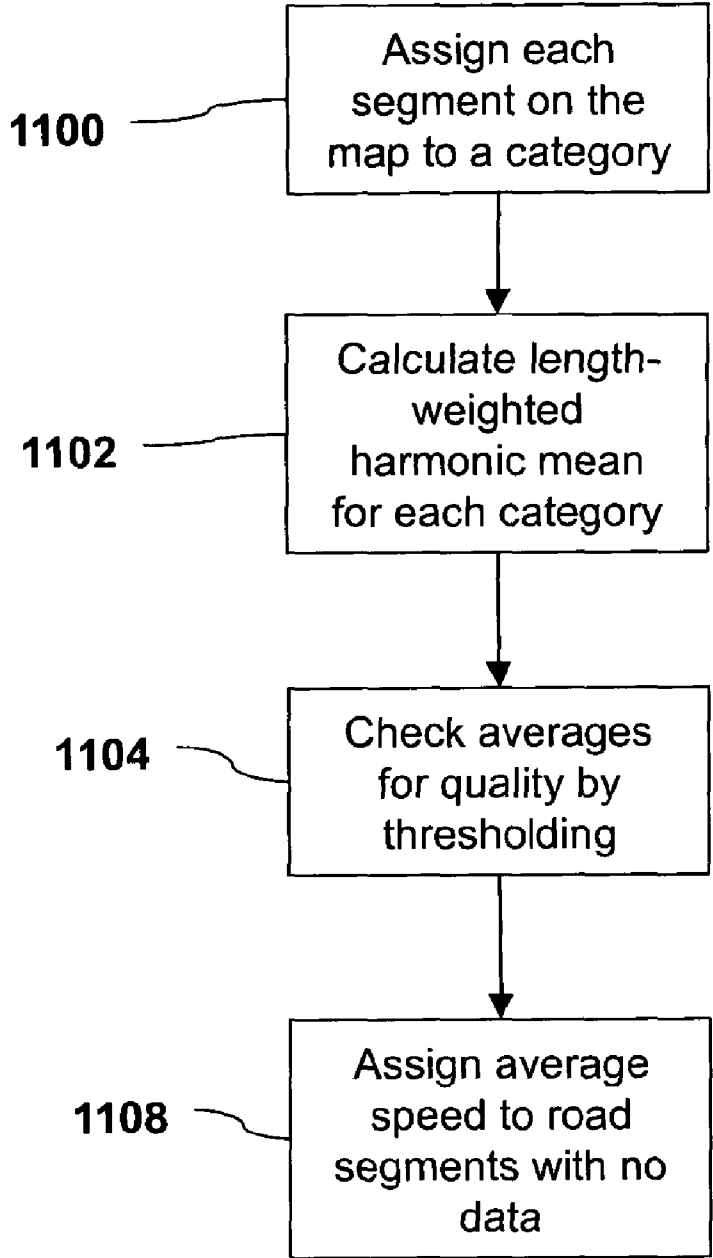 Assign each
segment on the
map to a category
1100
Calculate length-
weighted
harmonic mean
for each category
1102
Check averages
for quality by
thresholding
1104
Assign average
speed to road
segments with no
data
1108